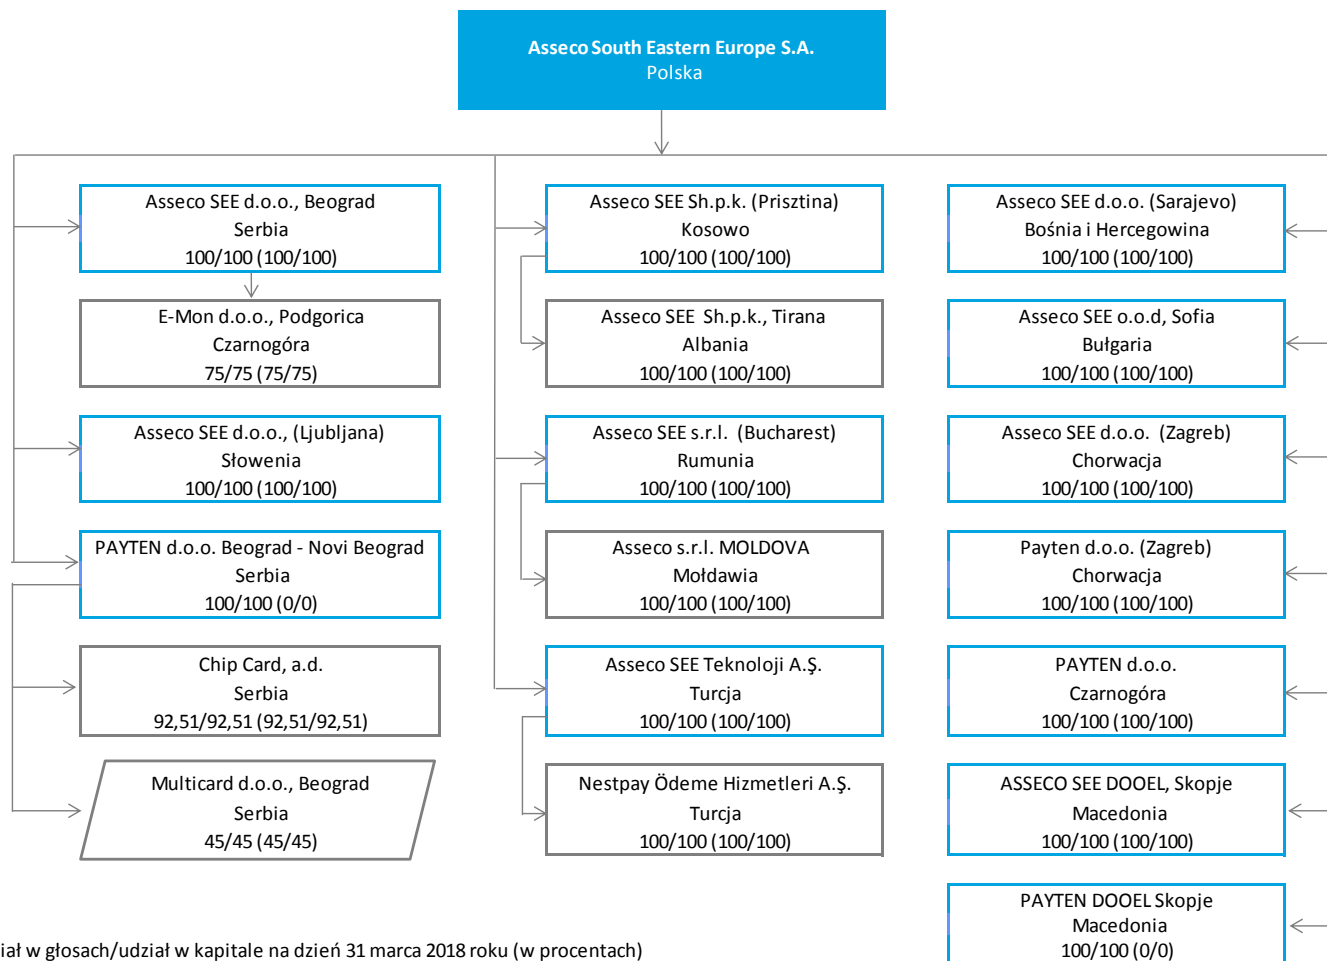 Asseco South Eastern Europe S.A.
Polska
Asseco SEE d.o.o., Beograd
Serbia
100/100 (100/100)
E-Mon d.o.o., Podgorica
Czarnogóra
75/75 (75/75)
Asseco SEE d.o.o., (Ljubljana)
Słowenia
100/100 (100/100)
PAYTEN d.o.o. Beograd - Novi Beograd
Serbia
100/100 (0/0)
Chip Card, a.d.
Serbia
92,51/92,51 (92,51/92,51)
Multicard d.o.o., Beograd
Serbia
45/45 (45/45)
Asseco SEE Sh.p.k. (Prisztina)
Kosowo
100/100 (100/100)
Asseco SEE Sh.p.k., Tirana
Albania
100/100 (100/100)
Asseco SEE s.r.l. (Bucharest)
Rumunia
100/100 (100/100)
Asseco s.r.l. MOLDOVA
Mołdawia
100/100 (100/100)
Asseco SEE Teknoloji A.Ş.
Turcja
100/100 (100/100)
Nestpay Ödeme Hizmetleri A.Ş.
Turcja
100/100 (100/100)
Asseco SEE d.o.o. (Sarajevo)
Bośnia i Hercegowina
100/100 (100/100)
Asseco SEE o.o.d, Sofia
Bułgaria
100/100 (100/100)
Asseco SEE d.o.o. (Zagreb)
Chorwacja
100/100 (100/100)
Payten d.o.o. (Zagreb)
Chorwacja
100/100 (100/100)
PAYTEN d.o.o.
Czarnogóra
100/100 (100/100)
ASSECO SEE DOOEL, Skopje
Macedonia
100/100 (100/100)
PAYTEN DOOEL Skopje
Macedonia
100/100 (0/0)
w głosach/udział w kapitale na dzień 31 marca 2018 roku (w procentach)